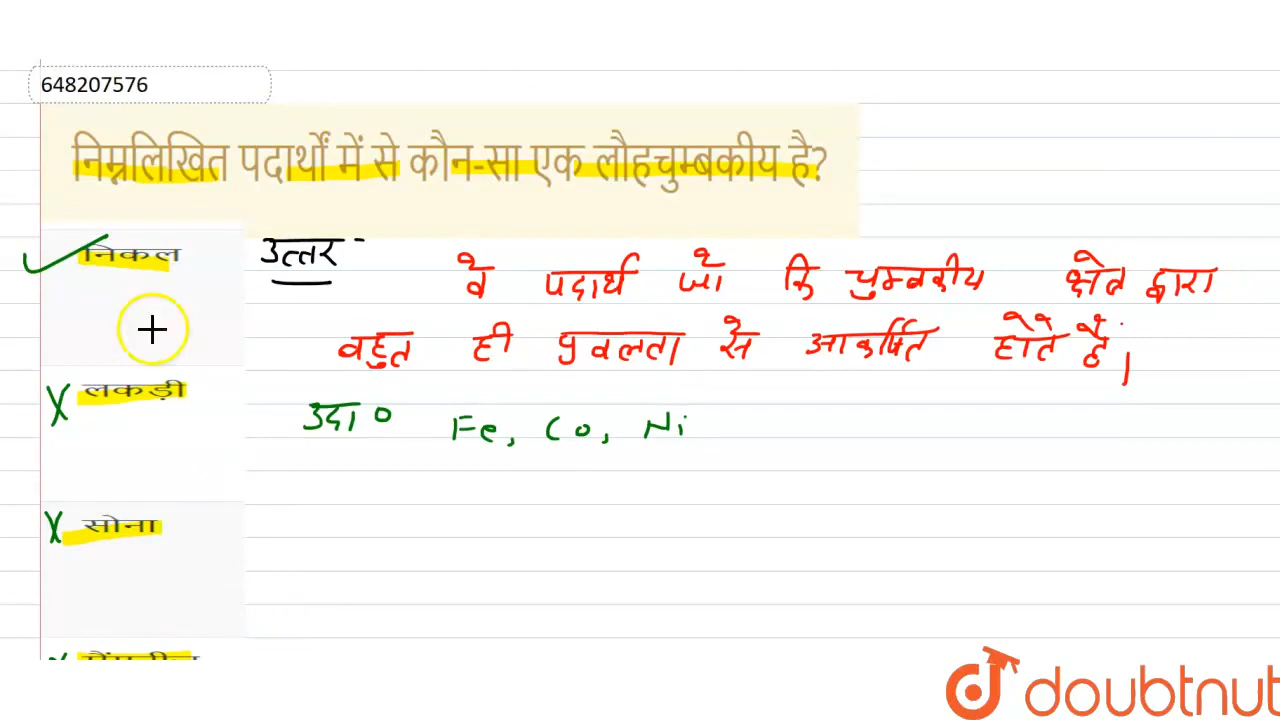 648207576
निम्नलिखित पदार्थों में से कौन-सा एक लौहचुम्बकीय है?
निकल
उत्तर
वे पदार्थ जो कि चुम्बकीय क्षेत्र द्वारा
बहुत ही प्रबलता से आकर्षित होते हैं।
लकड़ी
उदा० Fe, Co, Ni
सोना
doubtnut